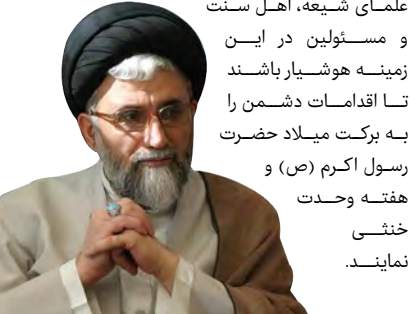 علمای شیعه، اهل سنت
و مسئولین در این
زمینه هوشیار باشند
تا اقدامات دشمن را
به برکت میلاد حضرت
رسول اکرم (ص) و
هفته وحدت
خنثی
نمایند.